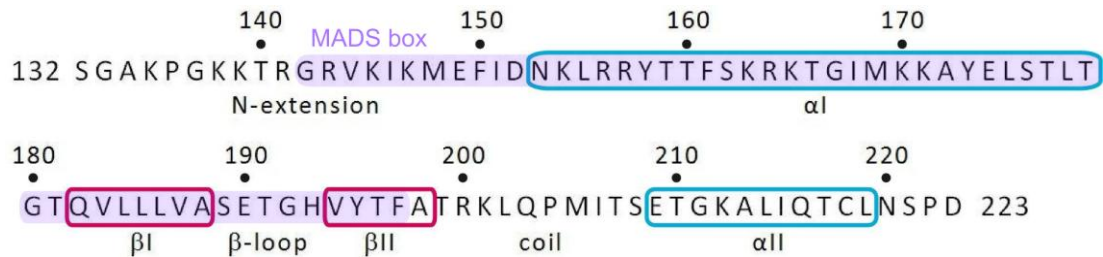 140 150 160 170
MADS box
132 SGAKPGKKTRGRVKIKMEFIDNKLRRYTTFSKRKTGIMKKAYELSTLT
N-extension αI
180 190 200 210 220
GTQVLLLVASETGHVYTFATRKLQPMITSETGKALIQTCLNSPD 223
βI β-loop βII coil αII